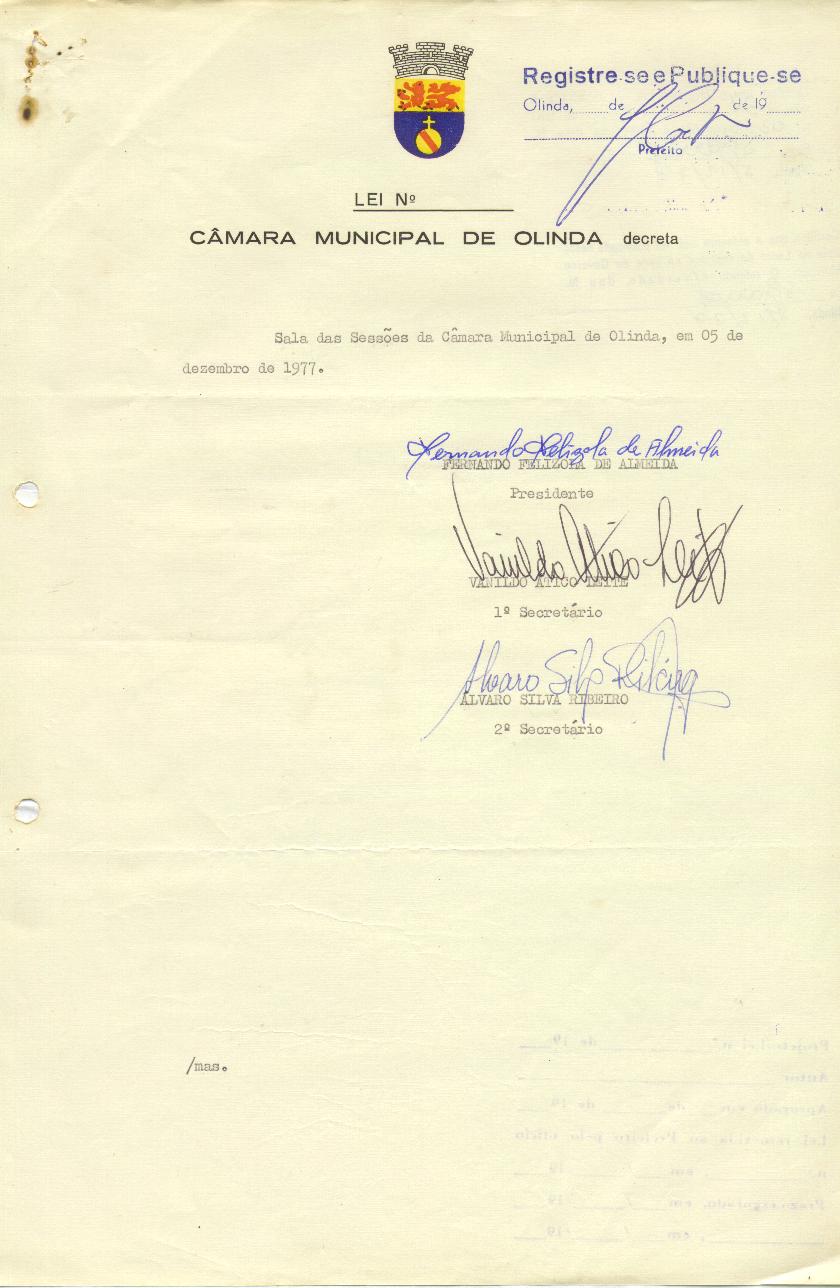 Registre-se e Publique-se
Olinda, de de 19
Prefeito
LEI Nº
CÂMARA MUNICIPAL DE OLINDA decreta
Sala das Sessões da Câmara Municipal de Olinda, em 05 de
dezembro de 1977.
Fernando Felizola de Almeida
FERNANDO FELIZOLA DE ALMEIDA
Presidente
Vanildo Atico Leite
VANILDO ATICO LEITE
1º Secretário
Alvaro Silva Ribeiro
ÁLVARO SILVA RIBEIRO
2º Secretário
/mas.